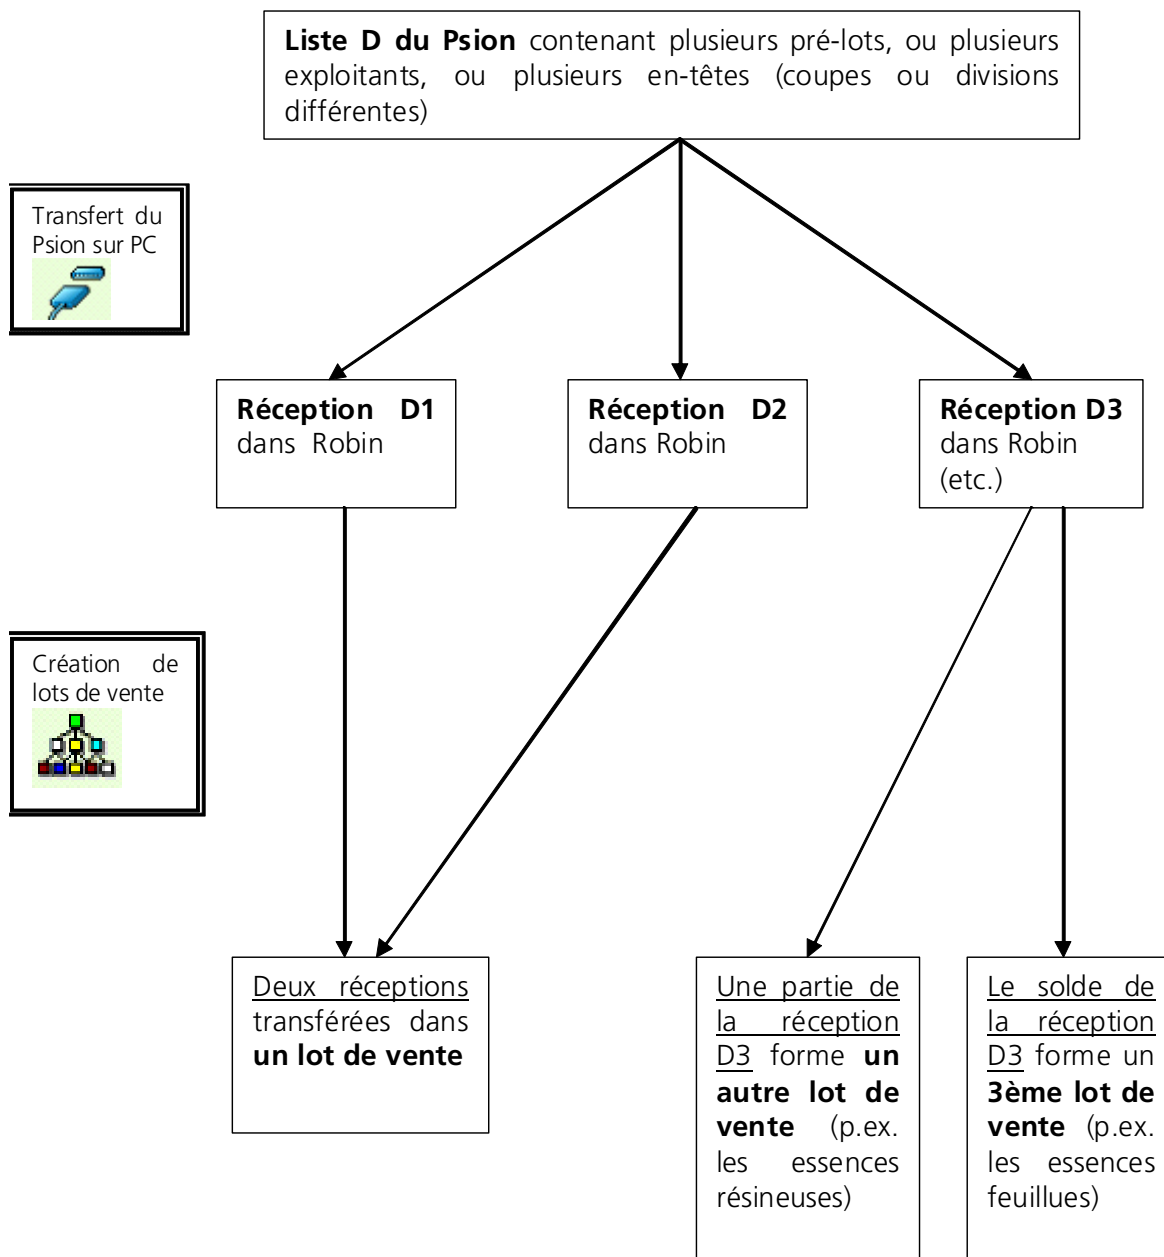 Liste D du Psion contenant plusieurs pré-lots, ou plusieurs
exploitants, ou plusieurs en-têtes (coupes ou divisions
différentes)
Transfert du
Psion sur PC
Réception D1
dans Robin
Réception D2
dans Robin
Réception D3
dans Robin
(etc.)
Création de
lots de vente
Deux réceptions
transférées dans
un lot de vente
Une partie de
la réception
D3 forme un
autre lot de
vente (p.ex.
les essences
résineuses)
Le solde de
la réception
D3 forme un
3ème lot de
vente (p.ex.
les essences
feuillues)